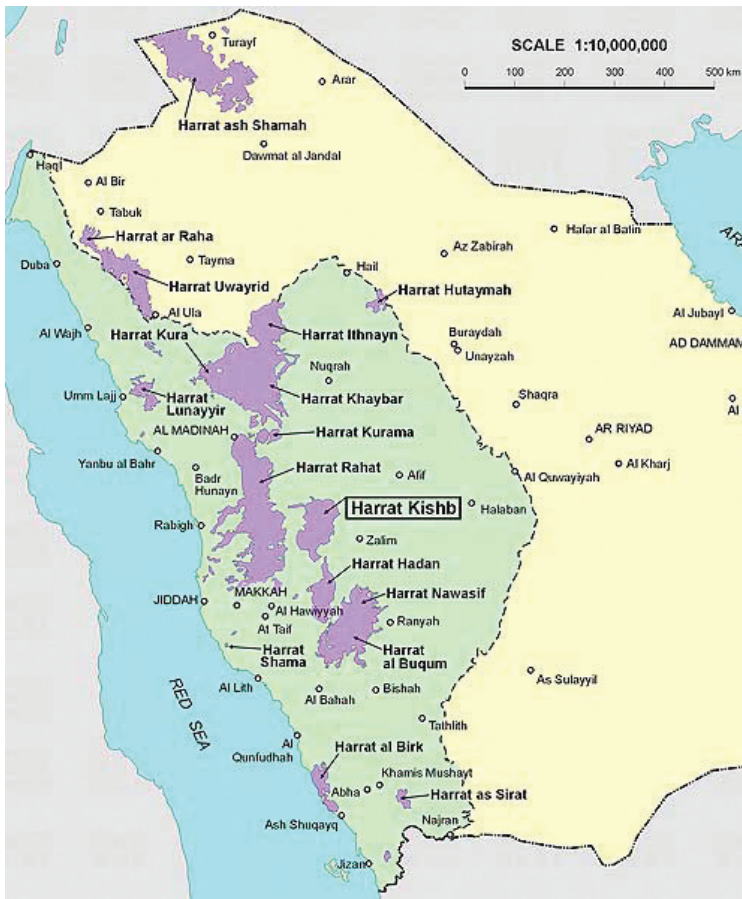 Turayf
SCALE 1:10,000,000
0 100 200 300 400 500 km
Arar
Harrat ash Shamah
Dawmat al Jandal
Haql
Al Bir
Tabuk
Harrat ar Raha
Hafar al Batin
Az Zabirah
Duba
Tayma
Hail
Harrat Uwayrid
Harrat Hutaymah
Al Ula
Al Jubayl
Al Wajh
Harrat Kura
Harrat Ithnayn
Buraydah
Unayzah
AD DAMMAM
Nuqrah
Umm Lajj
Harrat
Lunayyir
Harrat Khaybar
Shaqra
Al
AL MADINAH
Harrat Kurama
AR RIYAD
Yanbu al Bahr
Badr
Hunayn
Harrat Rahat
Afif
Al Quwayiyah
Al Kharj
Harrat Kishb
Halaban
Rabigh
Zalim
Harrat Hadan
JIDDAH
MAKKAH
Al Hawiyyah
Harrat Nawasif
At Taif
Ranyah
Harrat
Shama
Harrat
al Buqum
As Sulayyil
Al Lith
Al Bahah
Bishah
RED SEA
Tathlith
Al
Qunfudhah
Harrat al Birk
Khamis Mushayt
Abha
Harrat as Sirat
Ash Shuqayq
Najran
Jizan